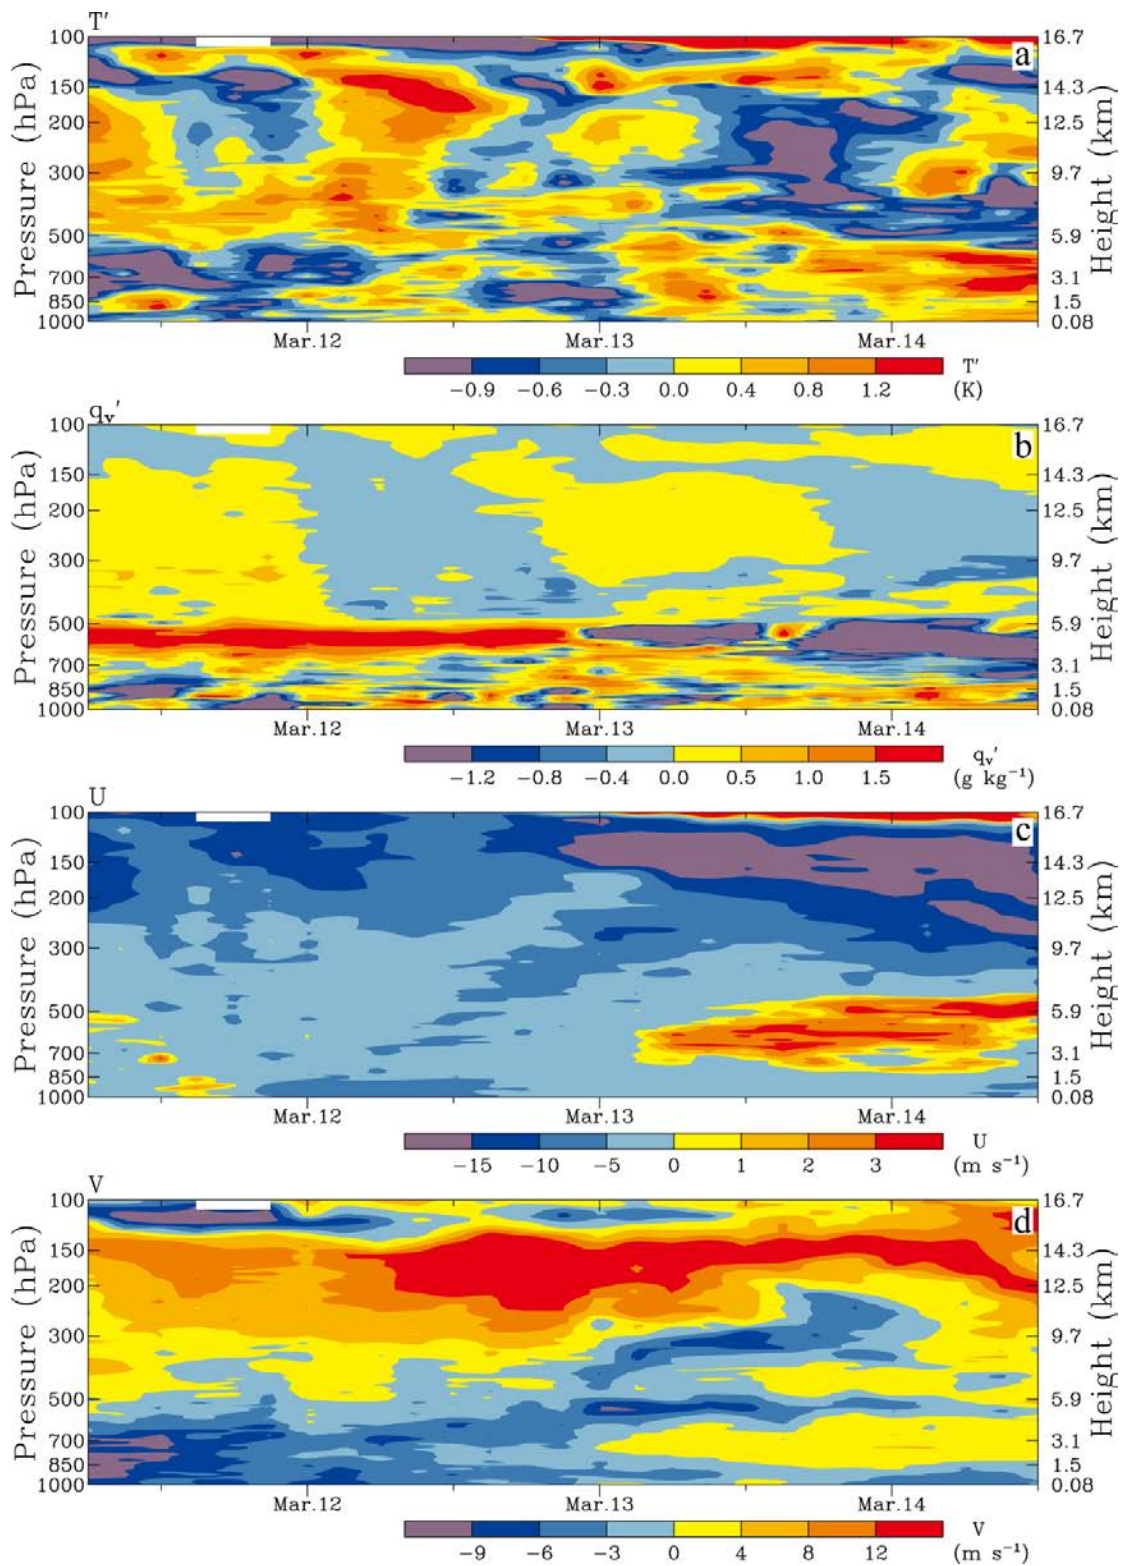 T′
100 16.7
a
150 14.3
200 12.5
300 9.7
500 5.9
700 3.1
850 1.5
1000 0.08
Pressure (hPa)
Height (km)
Mar.12 Mar.13 Mar.14
−0.9 −0.6 −0.3 0.0 0.4 0.8 1.2
T′
(K)
qv′
100 16.7
b
150 14.3
200 12.5
300 9.7
500 5.9
700 3.1
850 1.5
1000 0.08
Pressure (hPa)
Height (km)
Mar.12 Mar.13 Mar.14
−1.2 −0.8 −0.4 0.0 0.5 1.0 1.5
qv′
(g kg⁻¹)
U
100 16.7
c
150 14.3
200 12.5
300 9.7
500 5.9
700 3.1
850 1.5
1000 0.08
Pressure (hPa)
Height (km)
Mar.12 Mar.13 Mar.14
−15 −10 −5 0 1 2 3
U
(m s⁻¹)
V
100 16.7
d
150 14.3
200 12.5
300 9.7
500 5.9
700 3.1
850 1.5
1000 0.08
Pressure (hPa)
Height (km)
Mar.12 Mar.13 Mar.14
−9 −6 −3 0 4 8 12
V
(m s⁻¹)